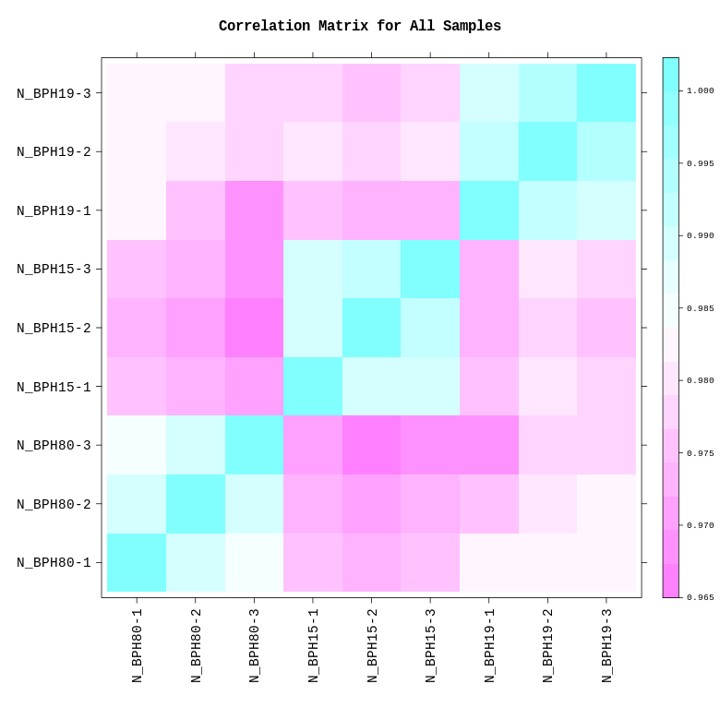 Correlation Matrix for All Samples
N_BPH19-3
N_BPH19-2
N_BPH19-1
N_BPH15-3
N_BPH15-2
N_BPH15-1
N_BPH80-3
N_BPH80-2
N_BPH80-1
N_BPH80-1
N_BPH80-2
N_BPH80-3
N_BPH15-1
N_BPH15-2
N_BPH15-3
N_BPH19-1
N_BPH19-2
N_BPH19-3
1.000
0.995
0.990
0.985
0.980
0.975
0.970
0.965